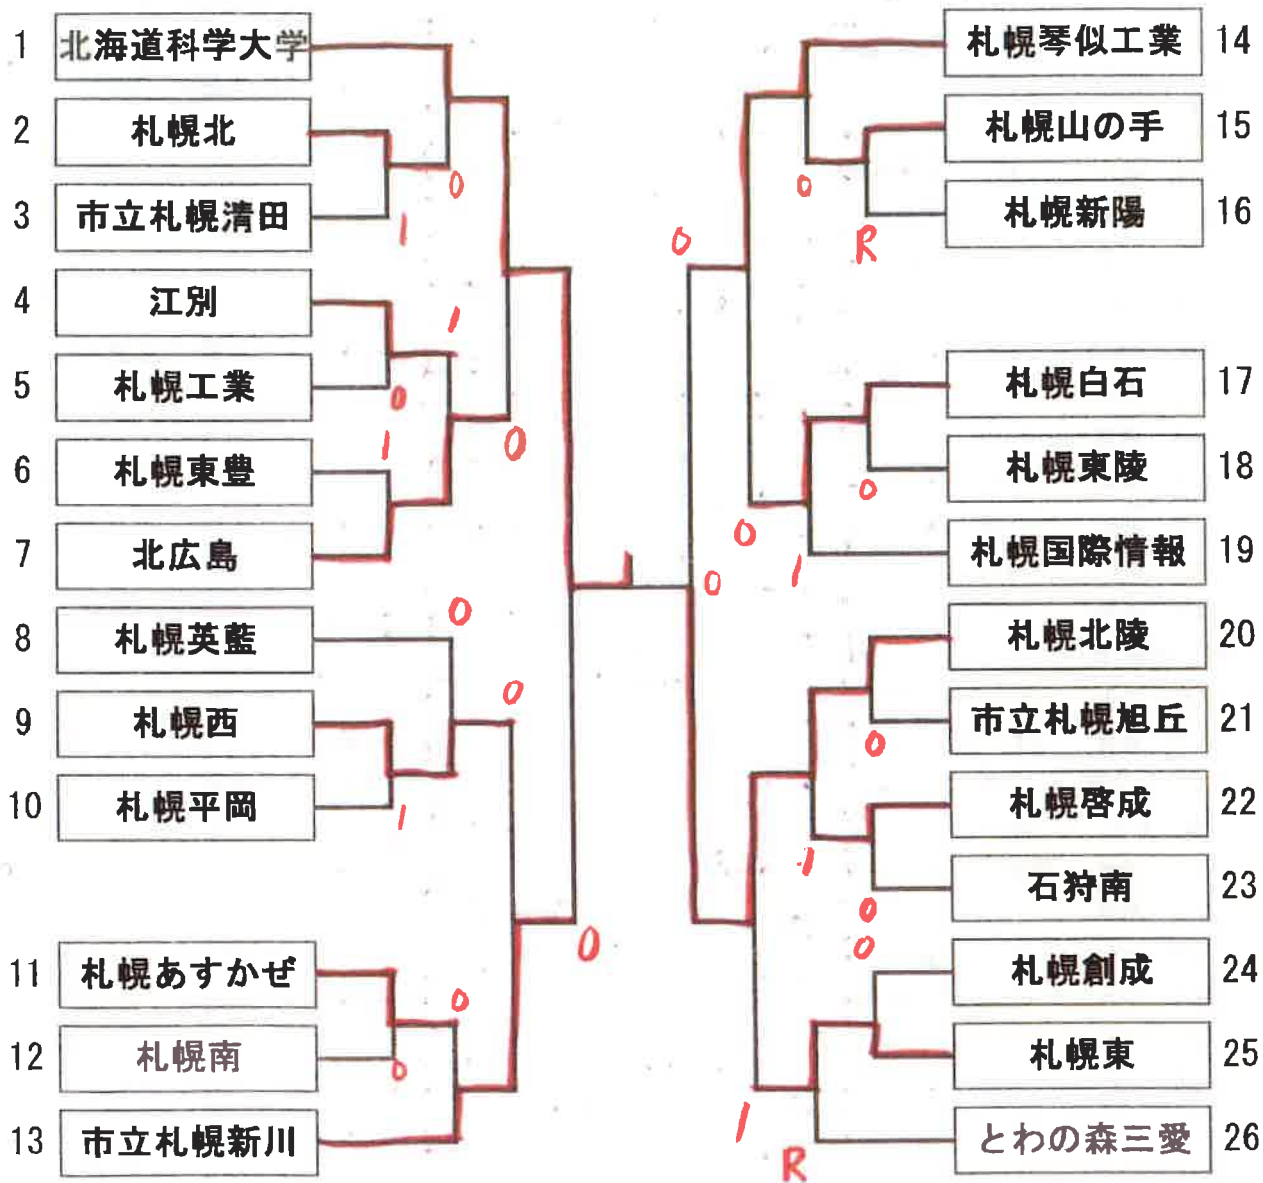 1 北海道科学大学
2 札幌北
0
3 市立札幌清田
1
4 江別
1
5 札幌工業
0
1
6 札幌東豊
0
7 北広島
0
8 札幌英藍
0
9 札幌西
10 札幌平岡
1
0
11 札幌あすかぜ
0
12 札幌南
0
13 市立札幌新川
札幌琴似工業 14
札幌山の手 15
0
札幌新陽 16
R
0
札幌白石 17
札幌東陵 18
0
0
札幌国際情報 19
1
0
札幌北陵 20
市立札幌旭丘 21
0
札幌啓成 22
1
石狩南 23
0
0
札幌創成 24
札幌東 25
1
とわの森三愛 26
R